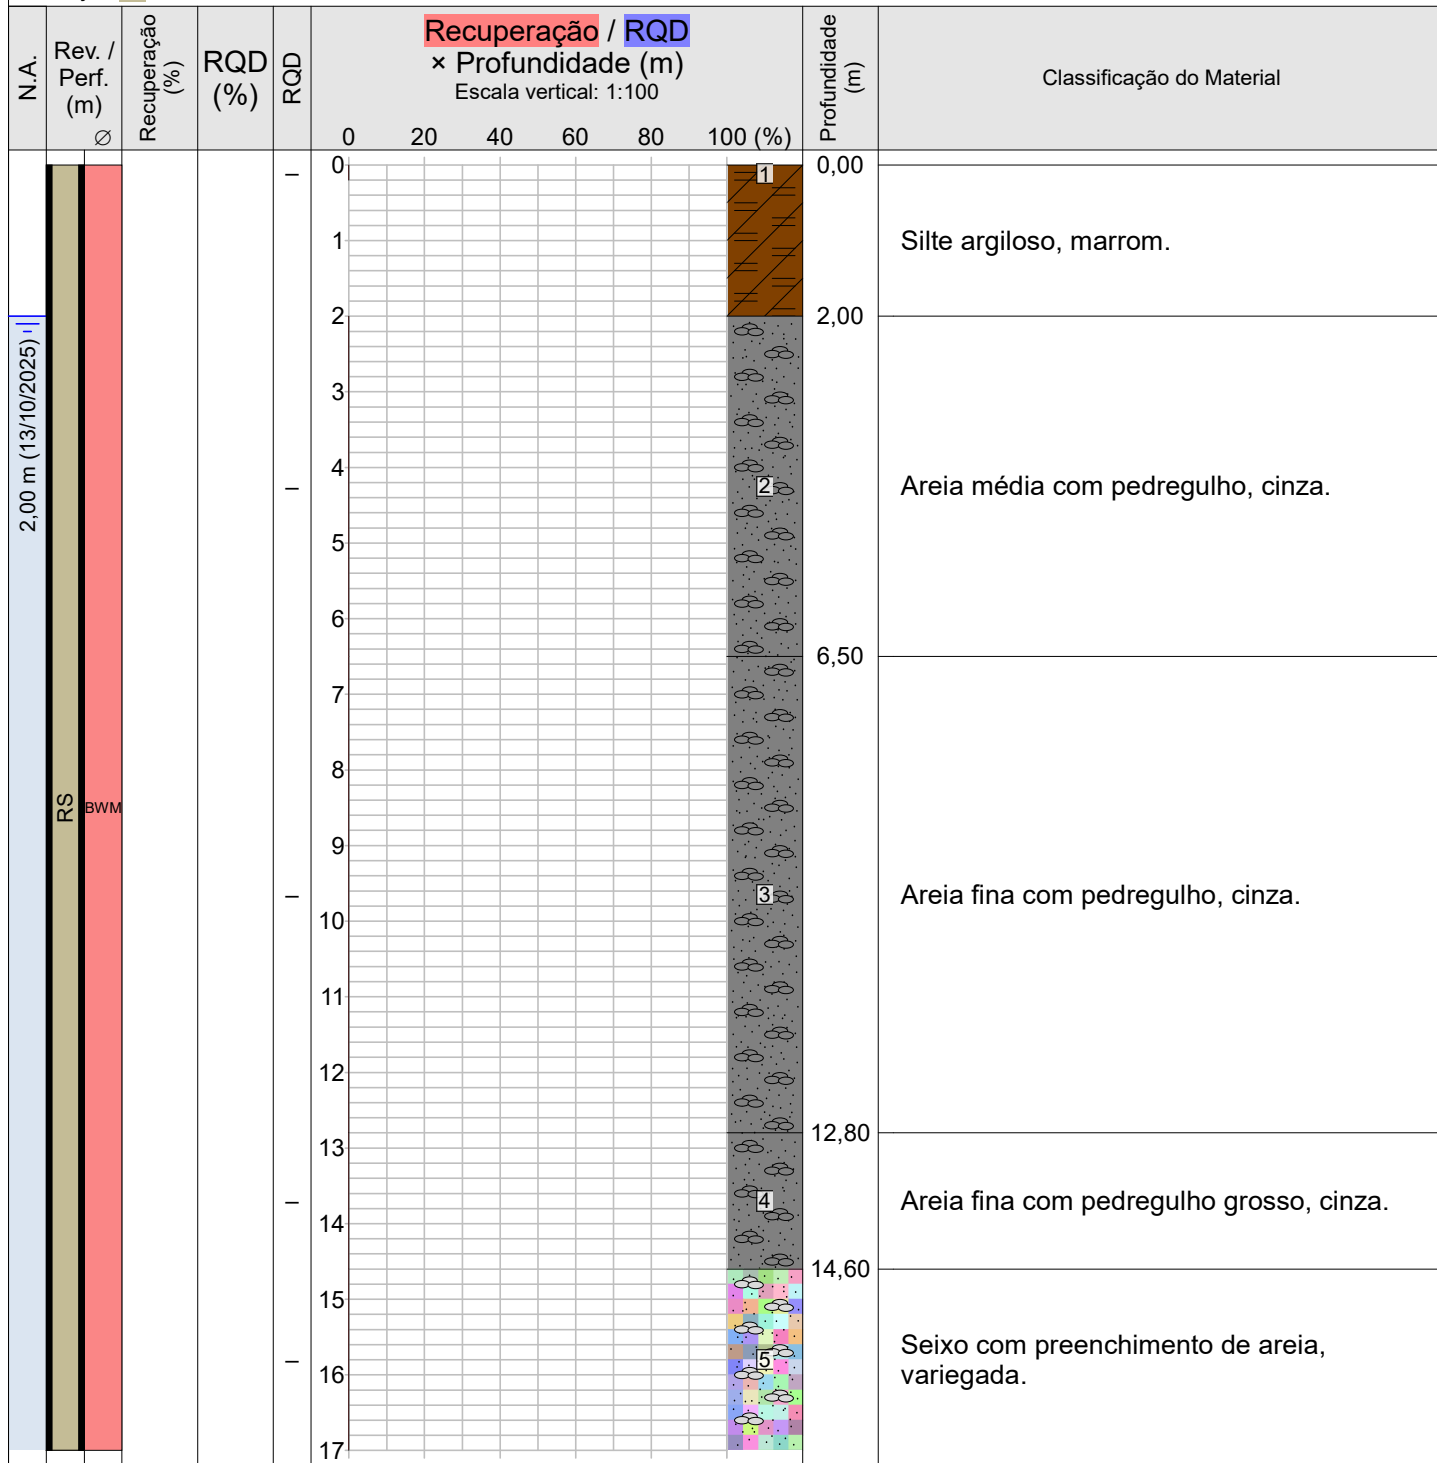 N.A.
Rev. /
Perf.
(m)
∅
Recuperação
(%)
RQD
(%)
RQD
Recuperação / RQD
× Profundidade (m)
Escala vertical: 1:100
0 20 40 60 80 100 (%)
Profundidade
(m)
Classificação do Material
0
1
0,00
–
1
Silte argiloso, marrom.
2
2,00
2,00 m (13/10/2025)
3
4
–
2
Areia média com pedregulho, cinza.
5
6
6,50
7
8
RS
BWM
9
–
3
Areia fina com pedregulho, cinza.
10
11
12
12,80
13
–
4
Areia fina com pedregulho grosso, cinza.
14
14,60
15
–
5
Seixo com preenchimento de areia,
variegada.
16
17